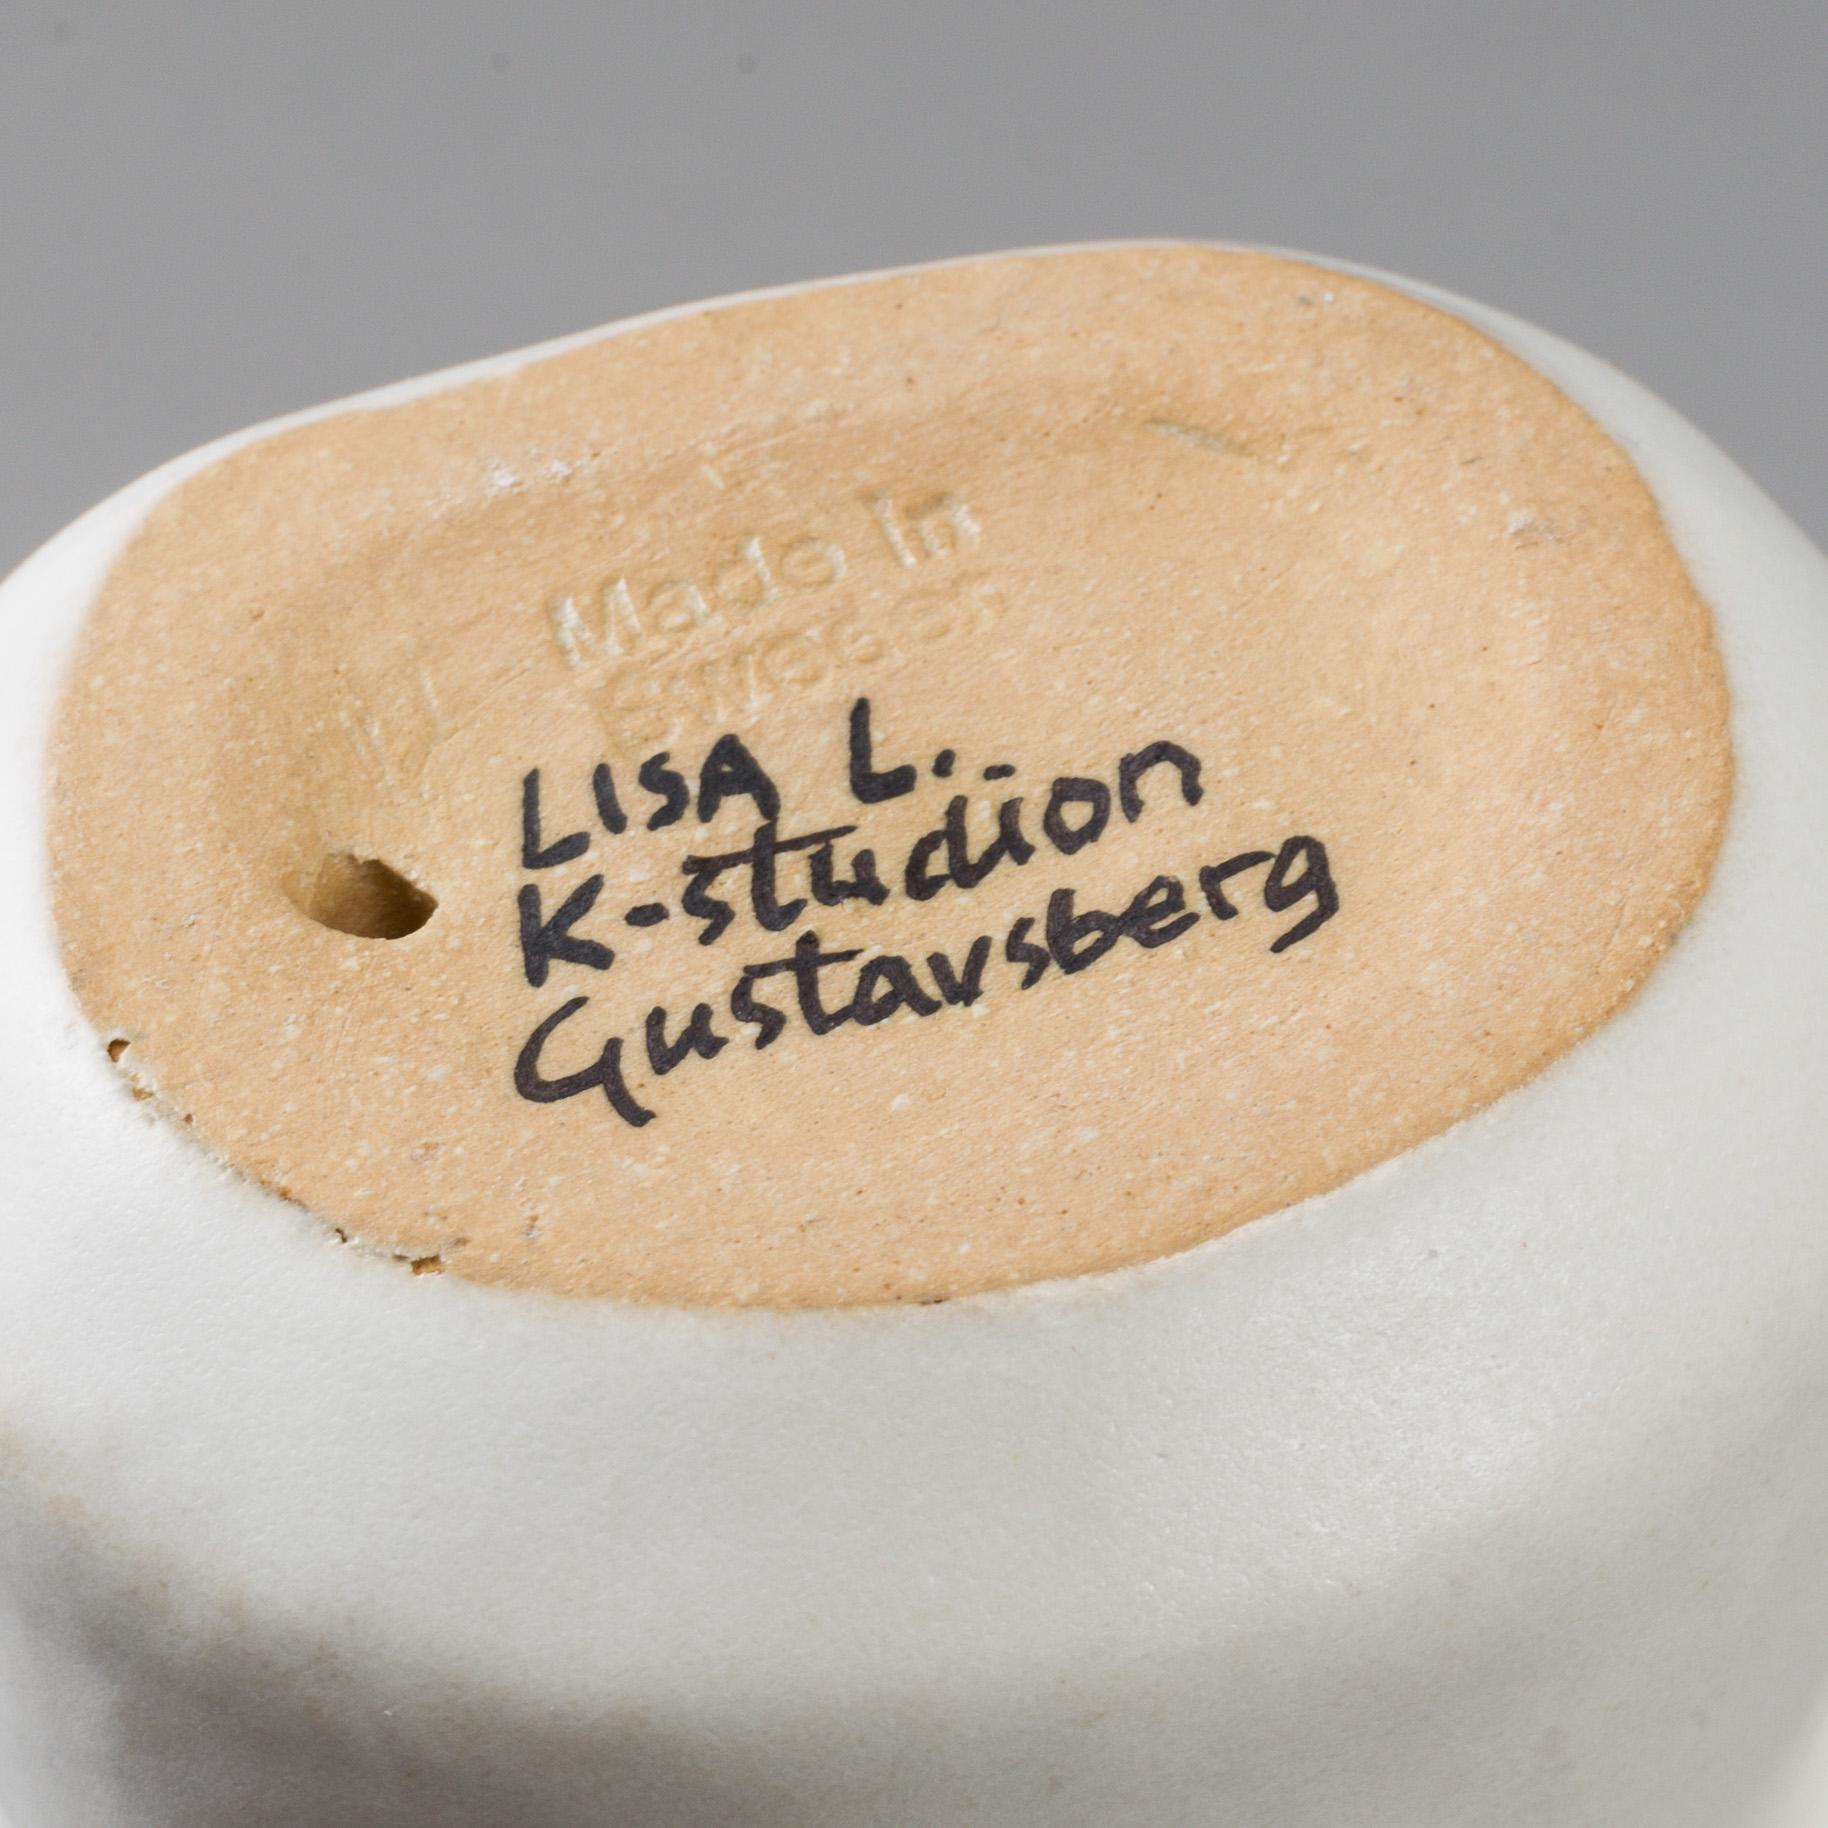 Made In
Sweden
LISA L.
K-studion
Gustavsberg